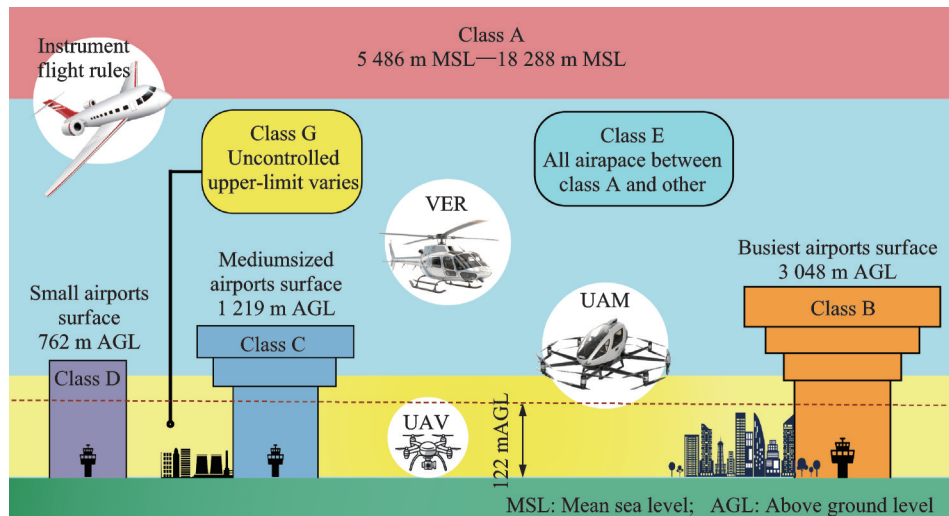 Class A
5 486 m MSL—18 288 m MSL
Instrument
flight rules
Class G
Uncontrolled
upper-limit varies
Class E
All airapace between
class A and other
VER
Busiest airports surface
3 048 m AGL
Class B
Mediumsized
airports surface
1 219 m AGL
Class C
Small airports
surface
762 m AGL
Class D
UAM
UAV
122 mAGL
MSL: Mean sea level; AGL: Above ground level